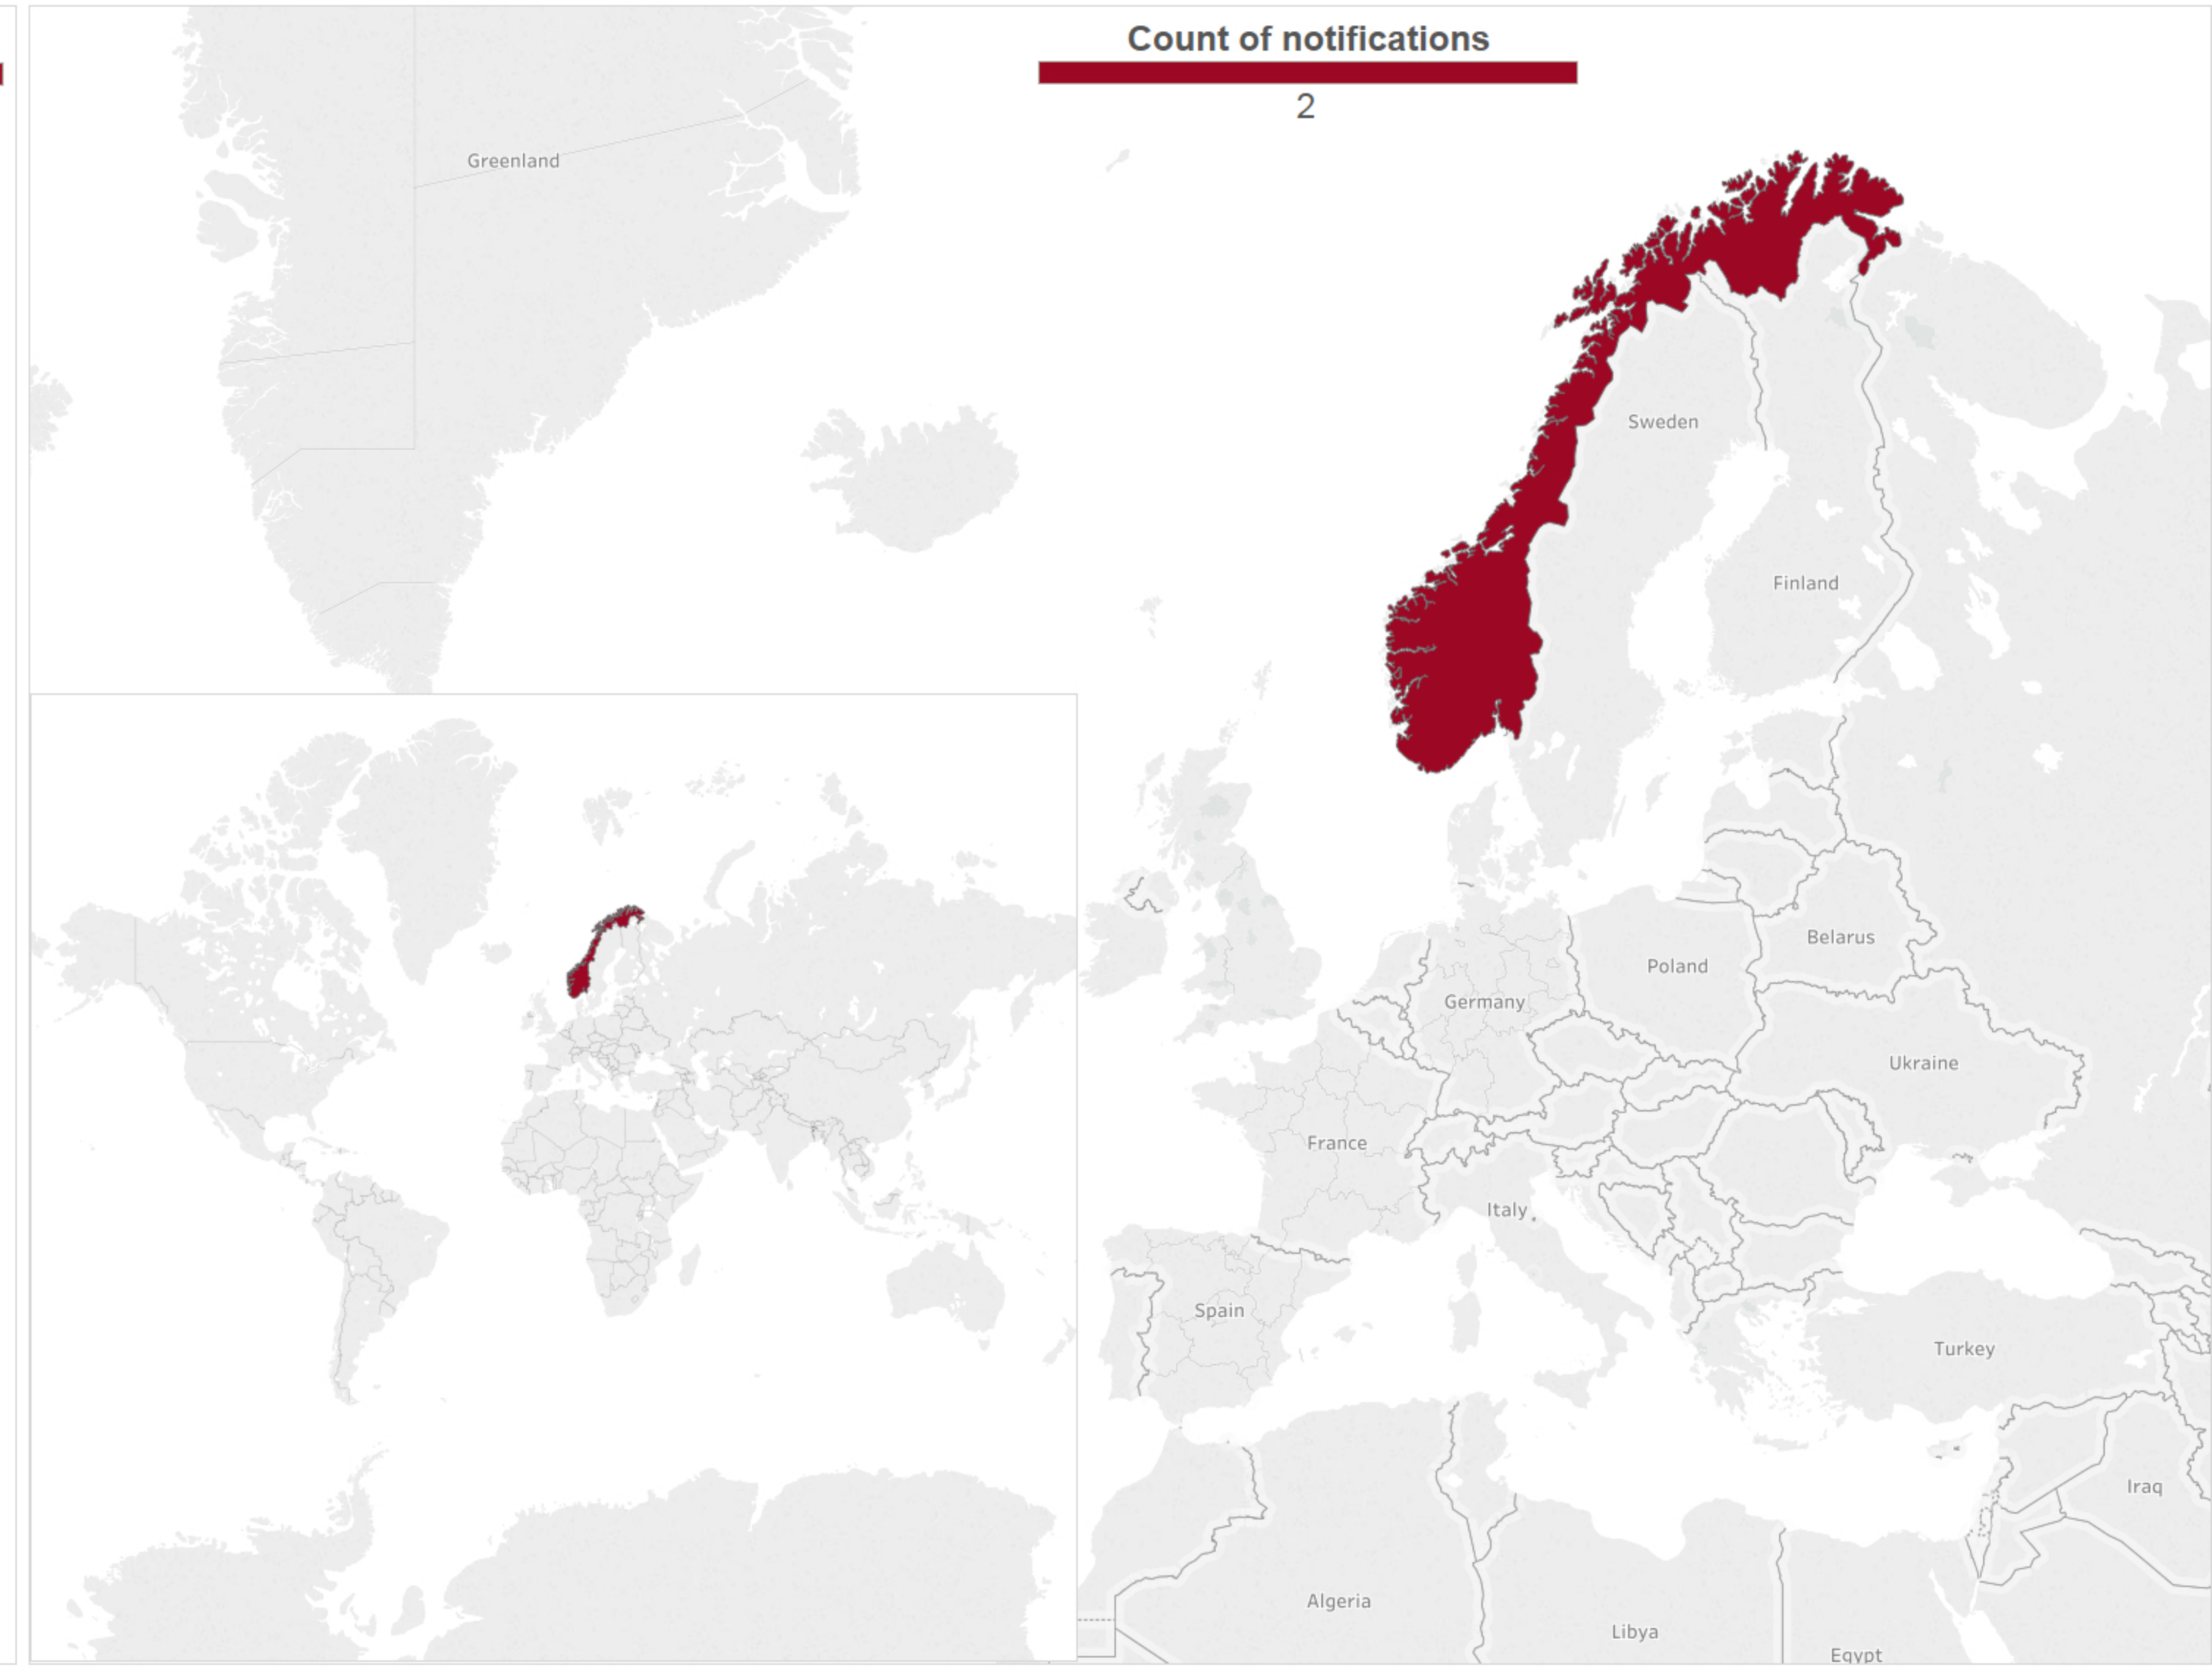 Count of notifications
2
Greenland
Sweden
Finland
Belarus
Poland
Germany
Ukraine
France
Italy
Spain
Turkey
Iraq
Algeria
Libya
Egypt